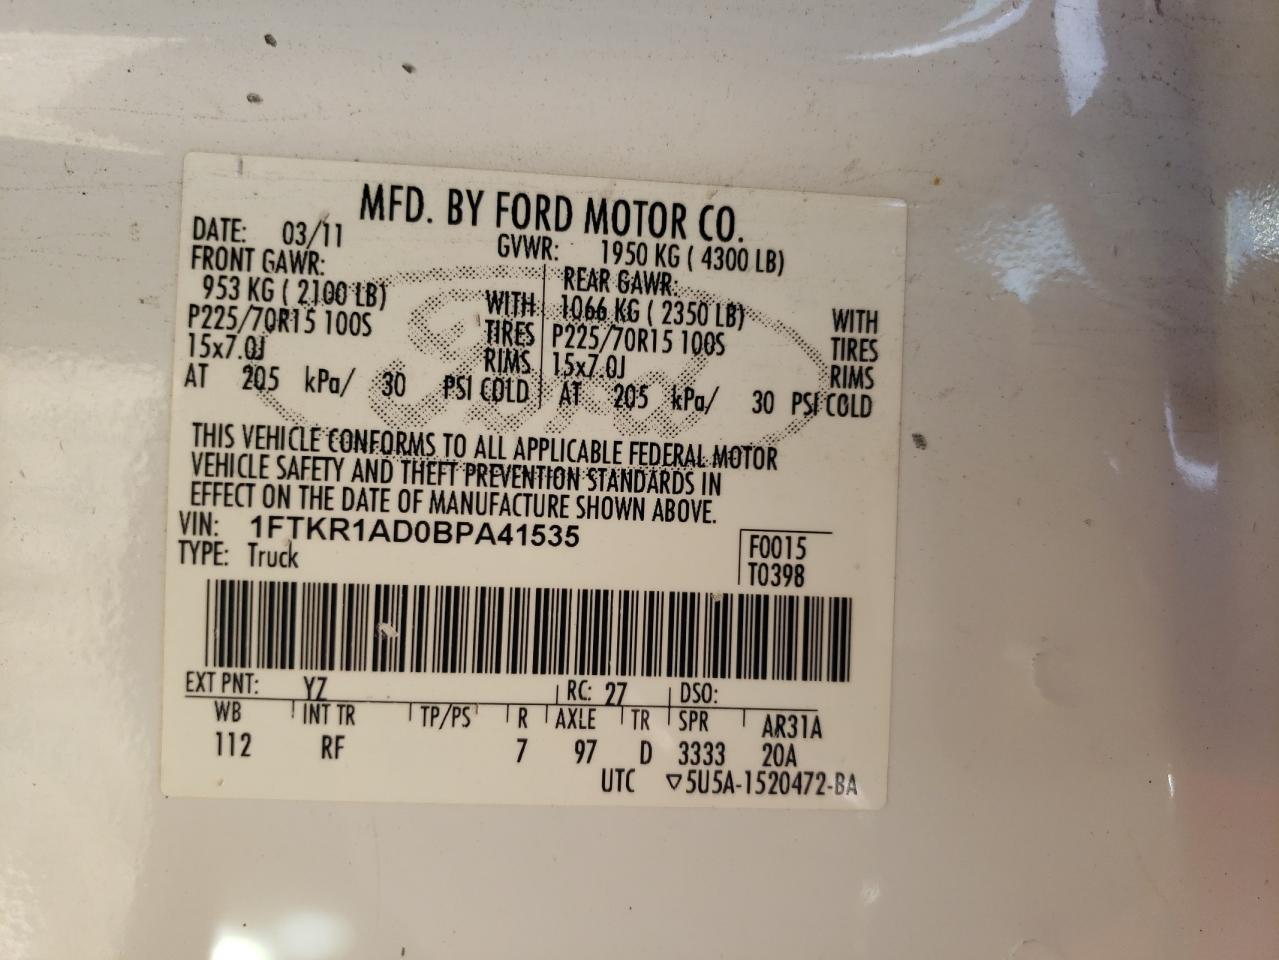 MFD. BY FORD MOTOR CO.
DATE: 03/11 GVWR: 1950 KG ( 4300 LB)
FRONT GAWR: REAR GAWR:
953 KG ( 2100 LB) WITH 1066 KG ( 2350 LB) WITH
P225/70R15 100S TIRES P225/70R15 100S TIRES
15x7.0J RIMS 15x7.0J RIMS
AT 205 kPa/ 30 PSI COLD AT 205 kPa/ 30 PSI COLD
THIS VEHICLE CONFORMS TO ALL APPLICABLE FEDERAL MOTOR
VEHICLE SAFETY AND THEFT PREVENTION STANDARDS IN
EFFECT ON THE DATE OF MANUFACTURE SHOWN ABOVE.
VIN: 1FTKR1AD0BPA41535 F0015
TYPE: Truck T0398
EXT PNT: YZ RC: 27 DSO:
WB INT TR TP/PS R AXLE TR SPR AR31A
112 RF 7 97 D 3333 20A
UTC ▽5U5A-1520472-BA